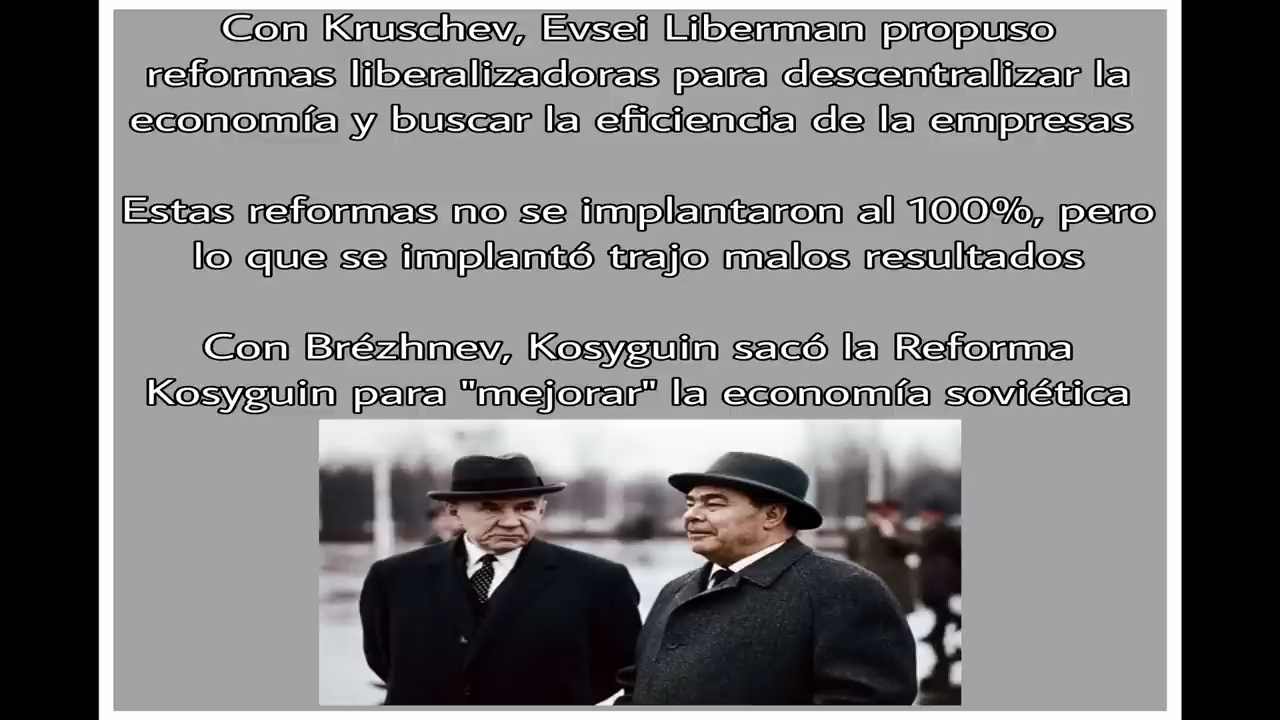 Con Kruschev, Evsei Liberman propuso
reformas liberalizadoras para descentralizar la
economía y buscar la eficiencia de la empresas
Estas reformas no se implantaron al 100%, pero
lo que se implantó trajo malos resultados
Con Brézhnev, Kosyguin sacó la Reforma
Kosyguin para "mejorar" la economía soviética